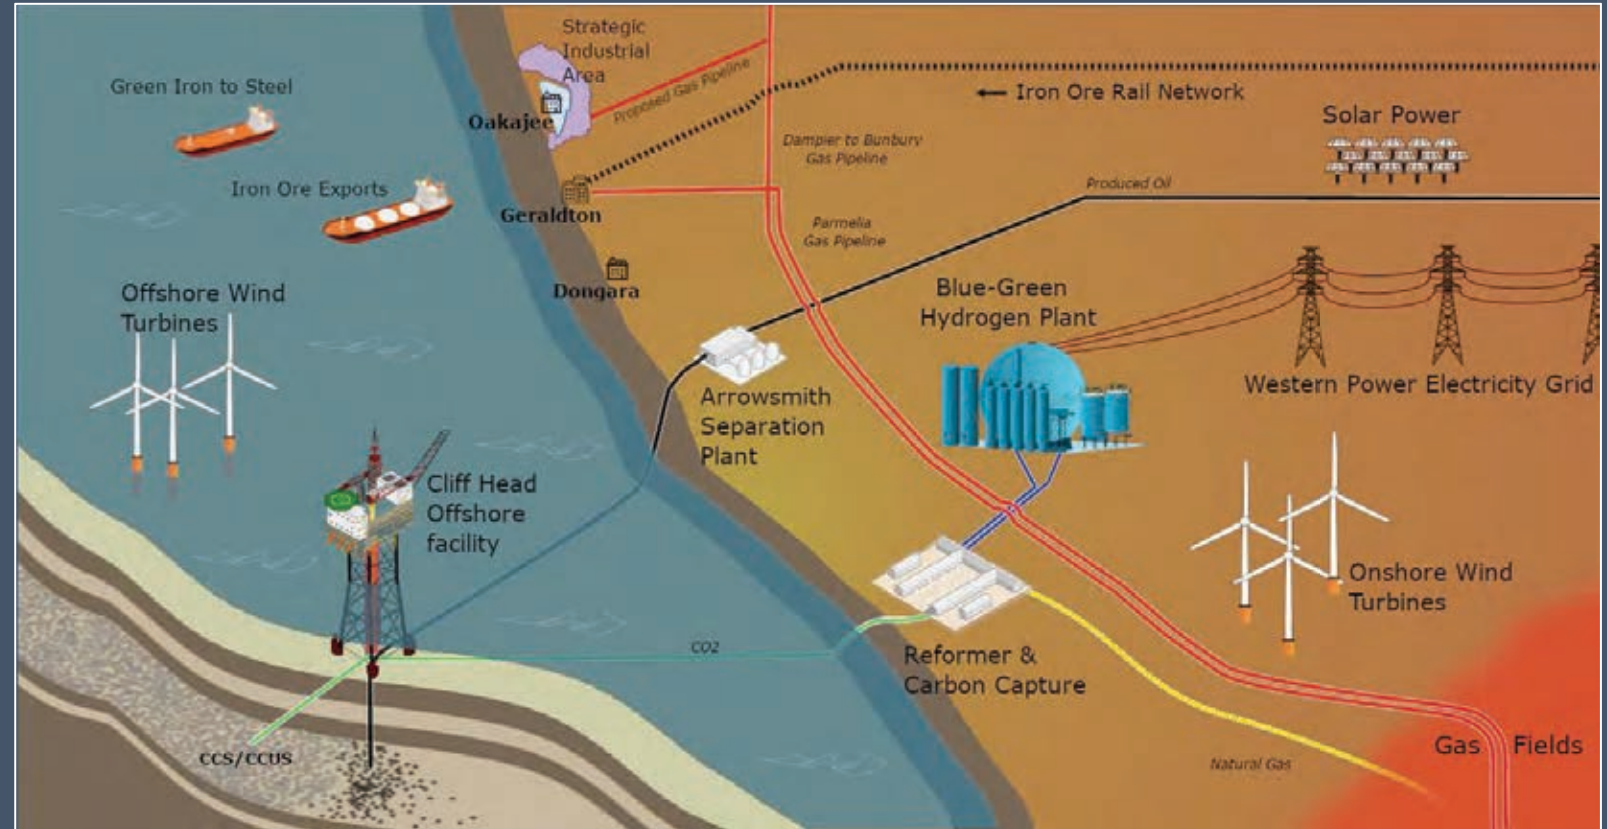 Strategic
Industrial
Area
Green Iron to Steel
Proposed Gas Pipeline
Iron Ore Rail Network
Oakajee
Solar Power
Dampier to Bunbury
Gas Pipeline
Iron Ore Exports
Produced Oil
Geraldton
Parmelia
Gas Pipeline
Dongara
Offshore Wind
Turbines
Blue-Green
Hydrogen Plant
Western Power Electricity Grid
Arrowsmith
Separation
Plant
Cliff Head
Offshore
facility
Onshore Wind
Turbines
CO2
Reformer &
Carbon Capture
Gas Fields
CCS/CCUS
Natural Gas